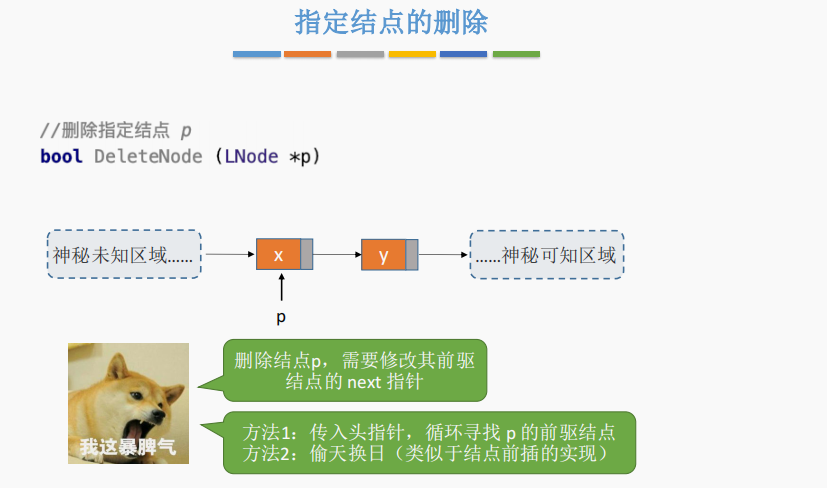 指定结点的删除
//删除指定结点 p
bool DeleteNode (LNode *p)
神秘未知区域……
x
y
……神秘可知区域
p
删除结点p，需要修改其前驱
结点的 next 指针
我这暴脾气
方法1：传入头指针，循环寻找 p 的前驱结点
方法2：偷天换日（类似于结点前插的实现）